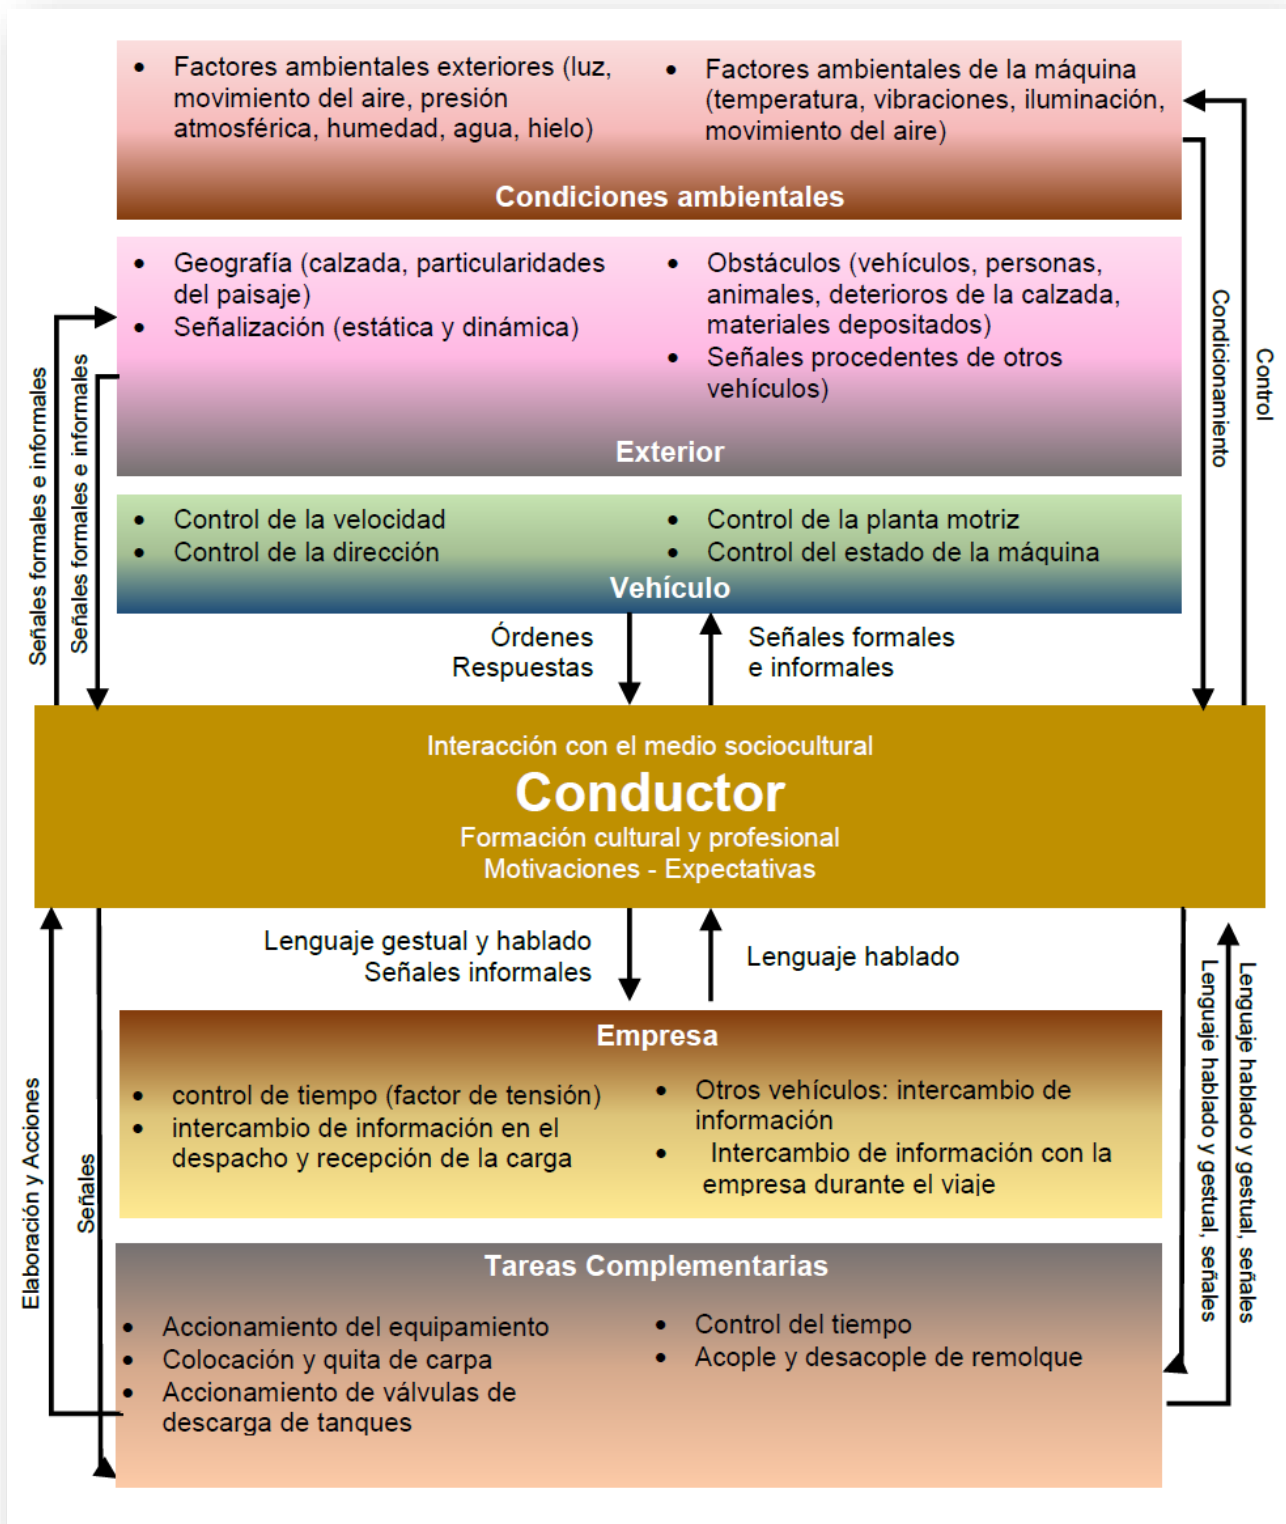 • Factores ambientales exteriores (luz,
movimiento del aire, presión
atmosférica, humedad, agua, hielo)
• Factores ambientales de la máquina
(temperatura, vibraciones, iluminación,
movimiento del aire)
Condiciones ambientales
• Geografía (calzada, particularidades
del paisaje)
• Señalización (estática y dinámica)
• Obstáculos (vehículos, personas,
animales, deterioros de la calzada,
materiales depositados)
• Señales procedentes de otros
vehículos)
Exterior
• Control de la velocidad
• Control de la dirección
• Control de la planta motriz
• Control del estado de la máquina
Vehículo
Señales formales e informales
Señales formales e informales
Condicionamiento
Control
Órdenes
Respuestas
Señales formales
e informales
Interacción con el medio sociocultural
Conductor
Formación cultural y profesional
Motivaciones - Expectativas
Lenguaje gestual y hablado
Señales informales
Lenguaje hablado
Empresa
• control de tiempo (factor de tensión)
• intercambio de información en el
despacho y recepción de la carga
• Otros vehículos: intercambio de
información
• Intercambio de información con la
empresa durante el viaje
Elaboración y Acciones
Señales
Lenguaje hablado y gestual, señales
Lenguaje hablado y gestual, señales
Tareas Complementarias
• Accionamiento del equipamiento
• Colocación y quita de carpa
• Accionamiento de válvulas de
descarga de tanques
• Control del tiempo
• Acople y desacople de remolque